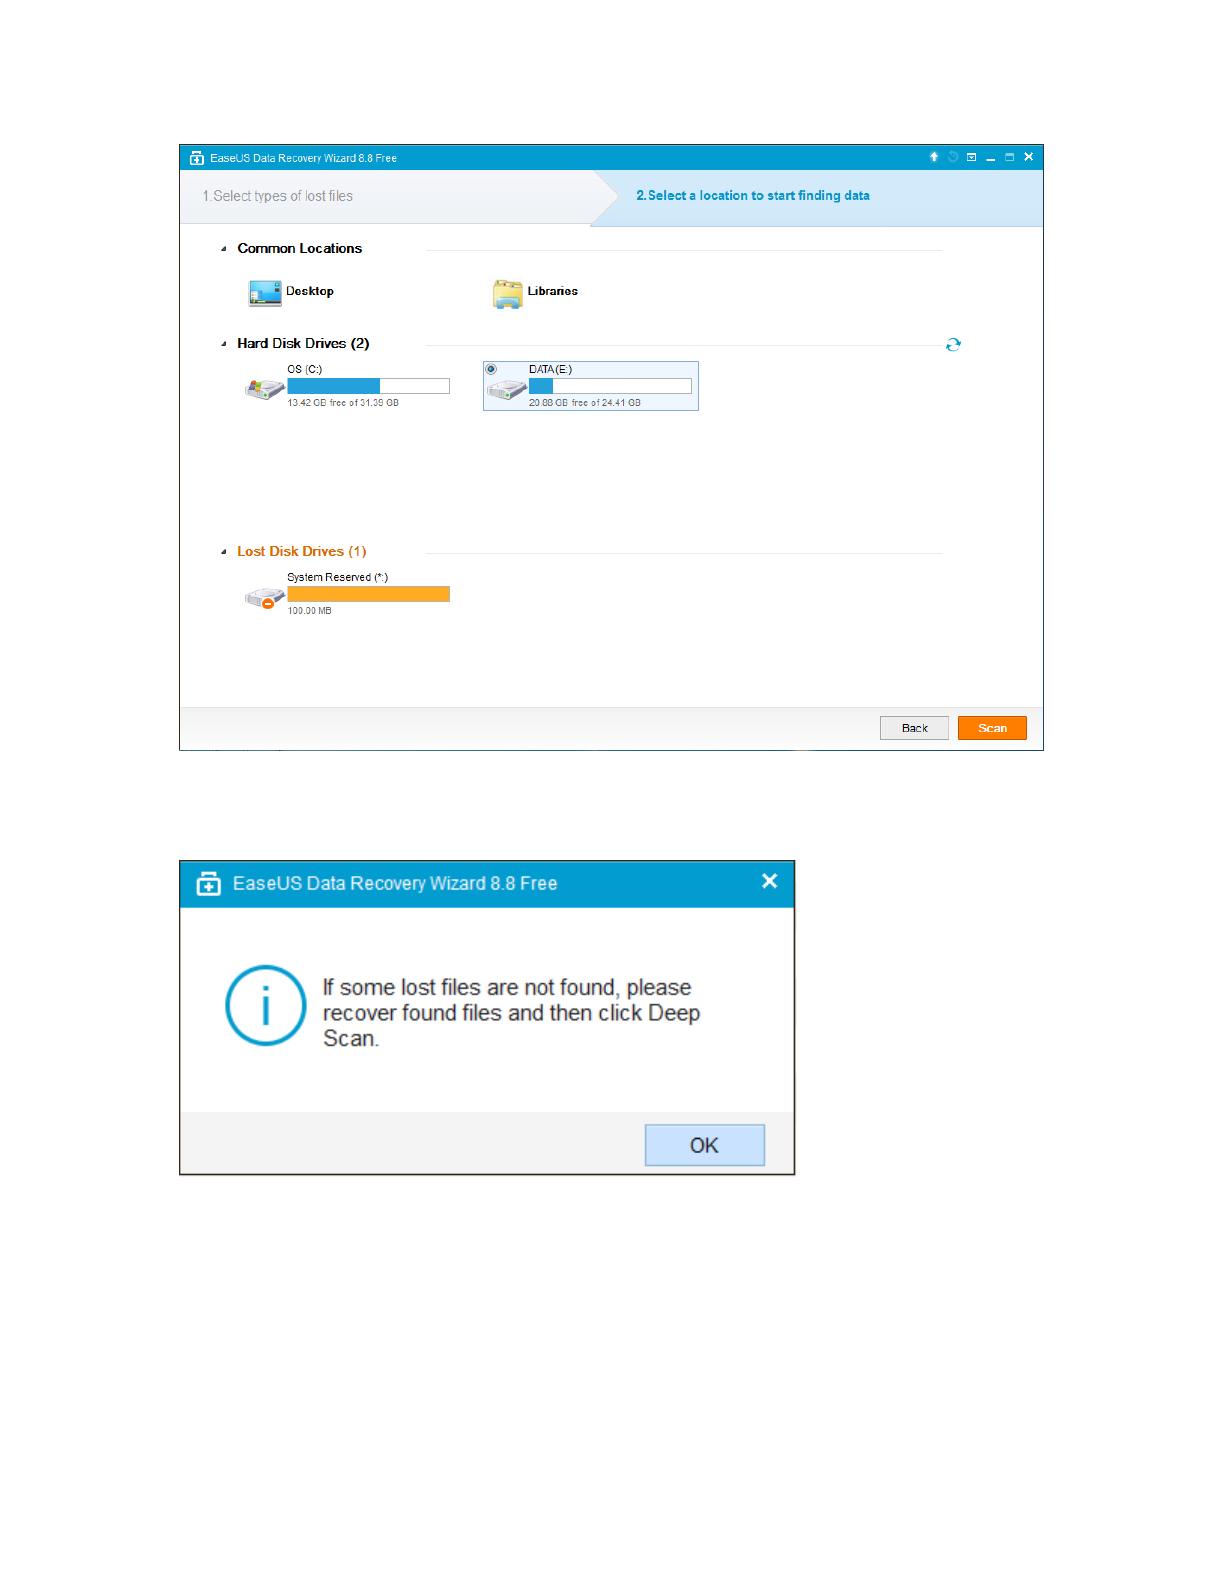 EaseUS Data Recovery Wizard 8.8 Free
1.Select types of lost files
2.Select a location to start finding data
Common Locations
Desktop
Libraries
Hard Disk Drives (2)
OS (C:)
13.42 GB free of 31.39 GB
DATA (E:)
20.88 GB free of 24.41 GB
Lost Disk Drives (1)
System Reserved (*:)
100.00 MB
Back
Scan
EaseUS Data Recovery Wizard 8.8 Free
If some lost files are not found, please
recover found files and then click Deep
Scan.
OK